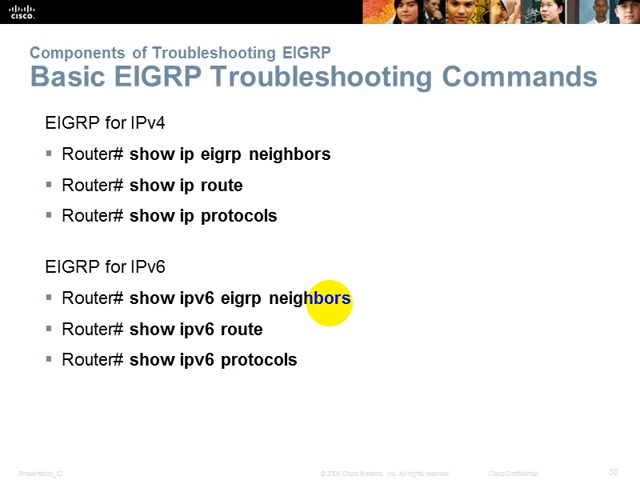 CISCO.
Components of Troubleshooting EIGRP
Basic EIGRP Troubleshooting Commands
EIGRP for IPv4
▪ Router# show ip eigrp neighbors
▪ Router# show ip route
▪ Router# show ip protocols
EIGRP for IPv6
▪ Router# show ipv6 eigrp neighbors
▪ Router# show ipv6 route
▪ Router# show ipv6 protocols
Presentation_ID © 2008 Cisco Systems, Inc. All rights reserved. Cisco Confidential 30